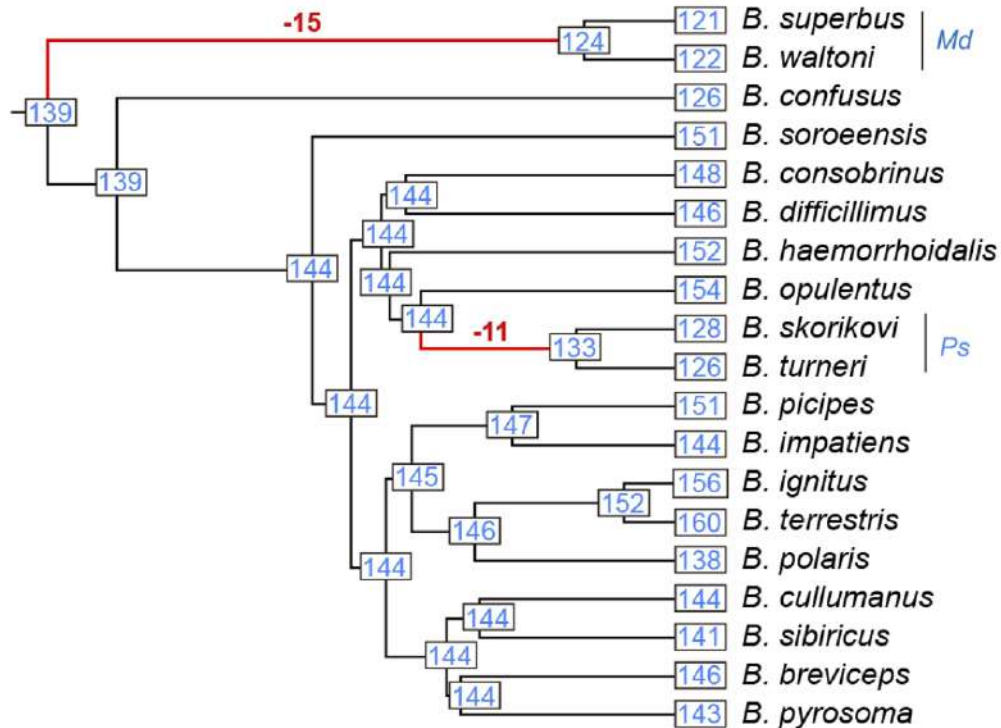 -15
121 B. superbus
124
Md
122 B. waltoni
139
126 B. confusus
151 B. soroeensis
139
148 B. consobrinus
144
146 B. difficillimus
144
152 B. haemorrhoidalis
144
144
154 B. opulentus
144
-11
128 B. skorikovi
133
Ps
126 B. turneri
144
151 B. picipes
147
144 B. impatiens
145
156 B. ignitus
152
160 B. terrestris
146
138 B. polaris
144
144 B. cullumanus
144
141 B. sibiricus
144
146 B. breviceps
144
143 B. pyrosoma